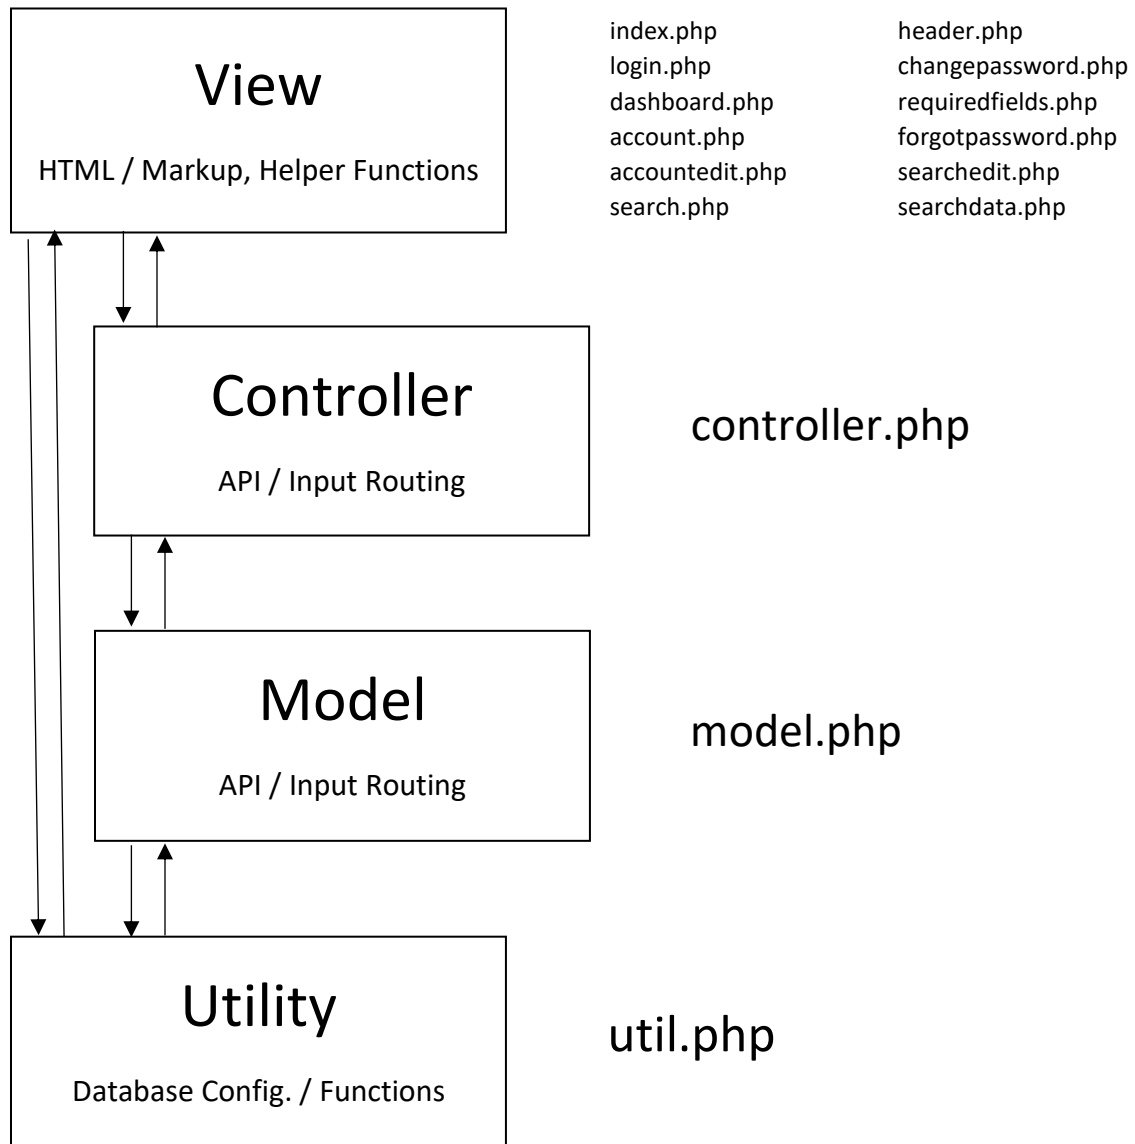 View
HTML / Markup, Helper Functions
index.php
login.php
dashboard.php
account.php
accountedit.php
search.php
header.php
changepassword.php
requiredfields.php
forgotpassword.php
searchedit.php
searchdata.php
Controller
API / Input Routing
controller.php
Model
API / Input Routing
model.php
Utility
Database Config. / Functions
util.php